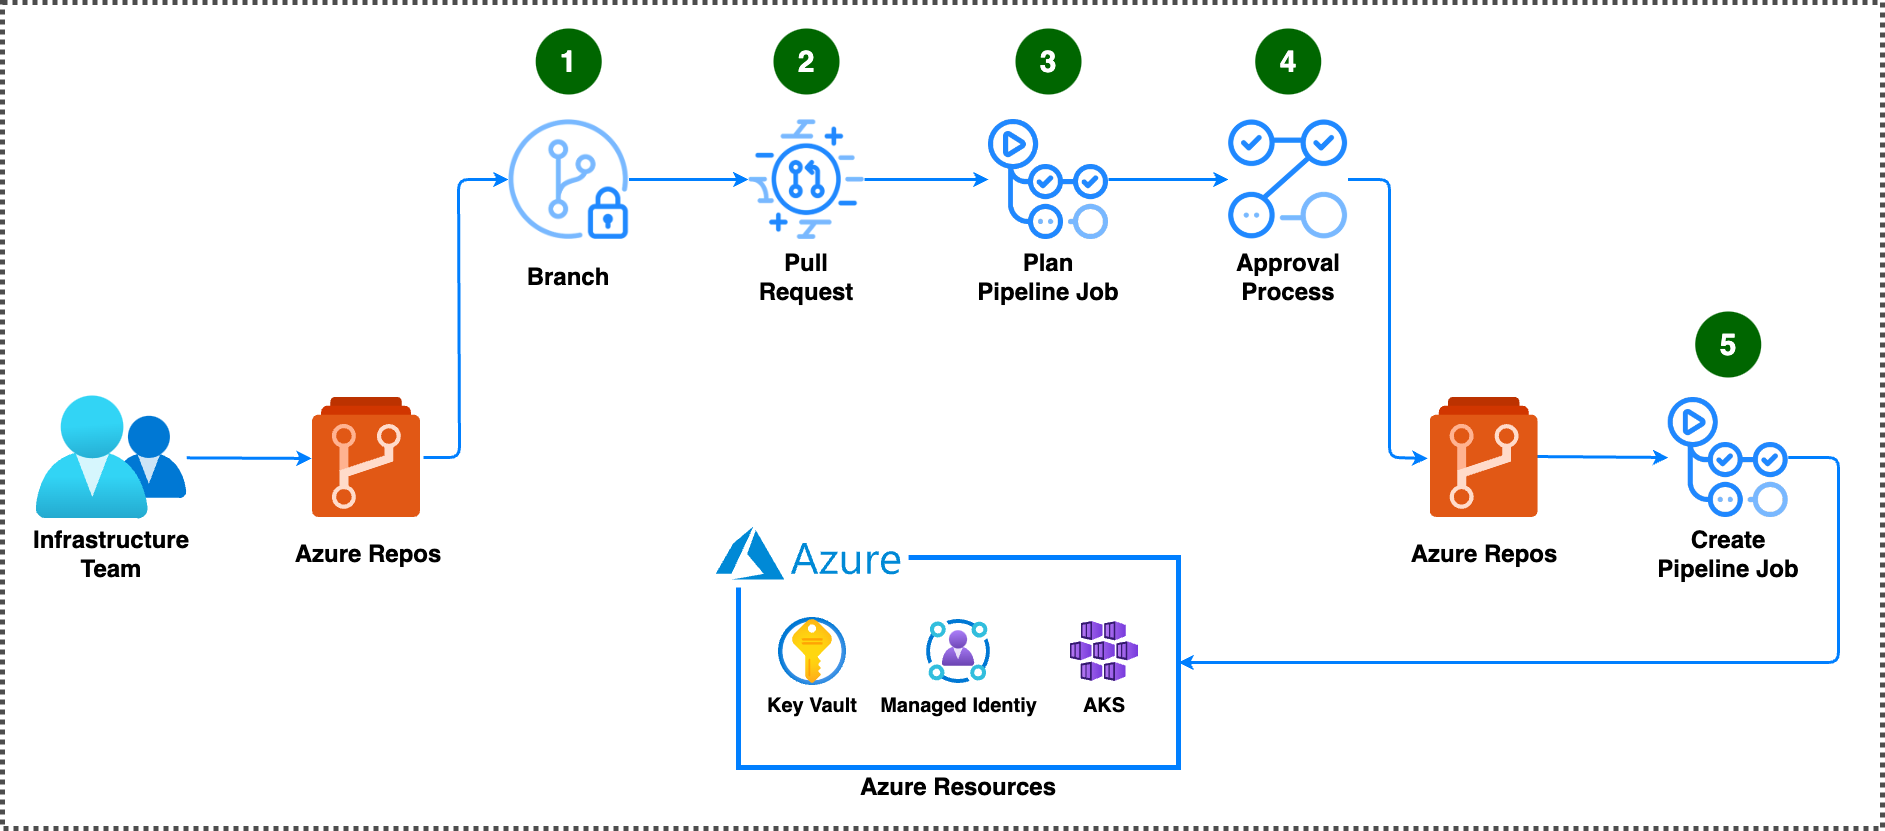 1
2
3
4
Branch
Pull
Request
Plan
Pipeline Job
Approval
Process
5
Infrastructure
Team
Azure Repos
Azure Repos
Create
Pipeline Job
Azure
Key Vault
Managed Identiy
AKS
Azure Resources